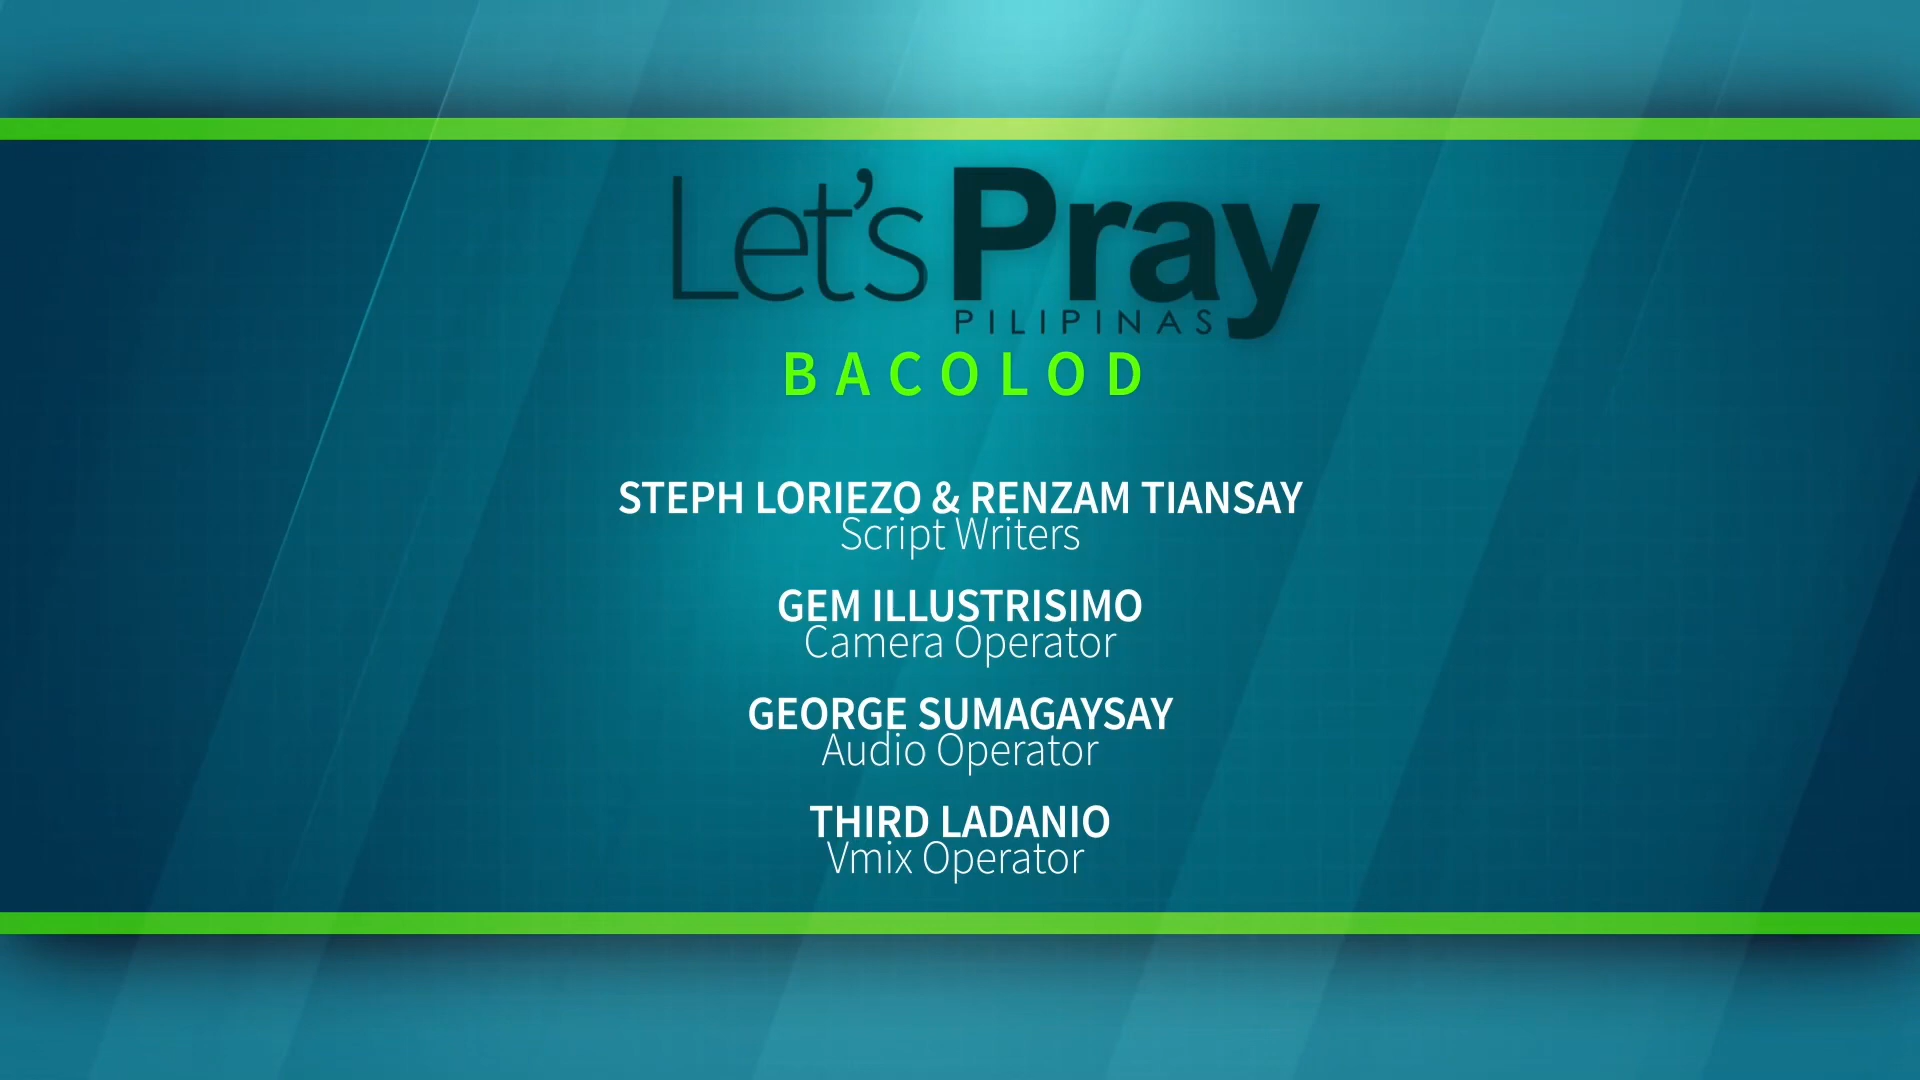 Let's Pray
PILIPINAS
BACOLOD
STEPH LORIEZO & RENZAM TIANSAY
Script Writers
GEM ILLUSTRISIMO
Camera Operator
GEORGE SUMAGAYSAY
Audio Operator
THIRD LADANIO
Vmix Operator